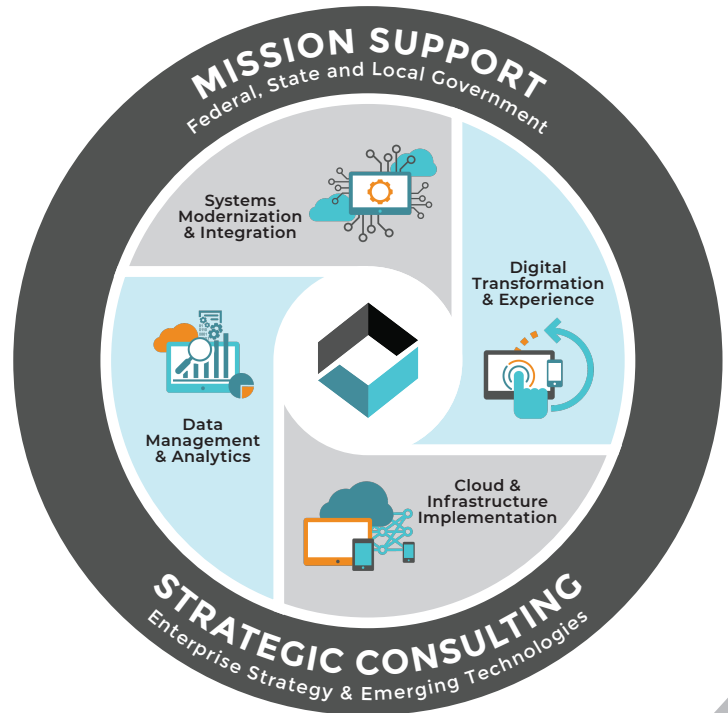 MISSION SUPPORT
Federal, State and Local Government
Systems
Modernization
& Integration
Digital
Transformation
& Experience
Data
Management
& Analytics
Cloud &
Infrastructure
Implementation
STRATEGIC CONSULTING
Enterprise Strategy & Emerging Technologies